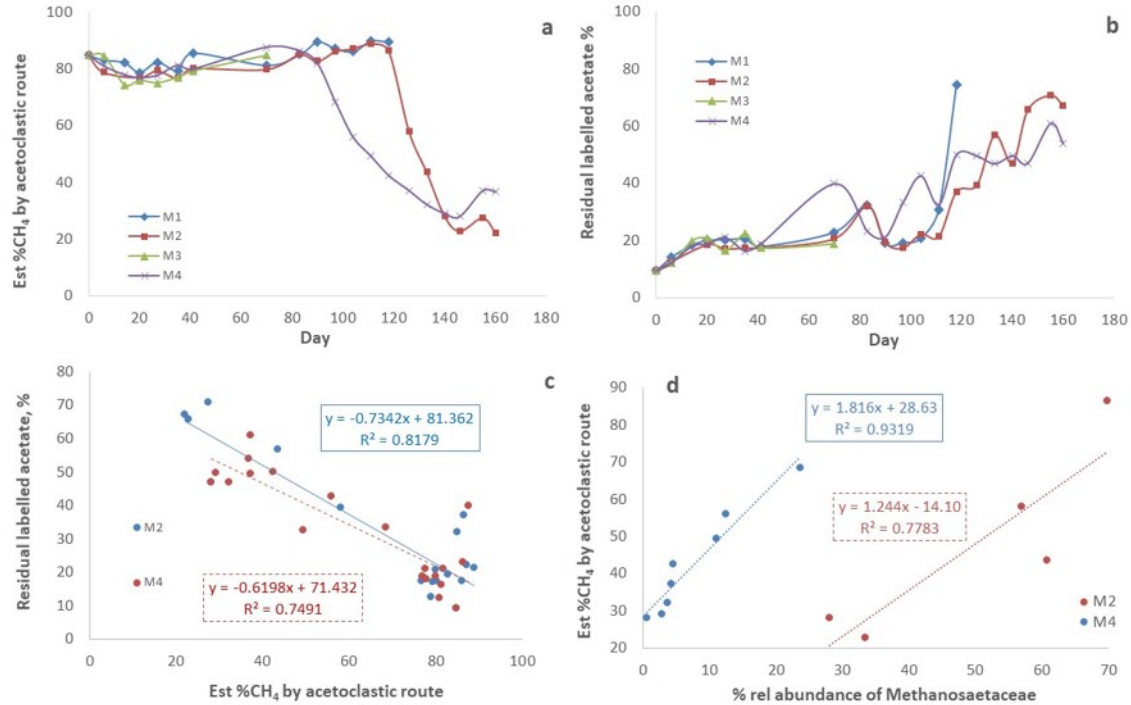 a
100
80
60
40
20
0
Est %CH₄ by acetoclastic route
M1
M2
M3
M4
0 20 40 60 80 100 120 140 160 180
Day
b
100
80
60
40
20
0
Residual labelled acetate %
M1
M2
M3
M4
0 20 40 60 80 100 120 140 160 180
Day
c
80
70
60
50
40
30
20
10
0
Residual labelled acetate, %
y = -0.7342x + 81.362
R² = 0.8179
M2
M4
y = -0.6198x + 71.432
R² = 0.7491
0 20 40 60 80 100
Est %CH₄ by acetoclastic route
d
90
80
70
60
50
40
30
20
Est %CH₄ by acetoclastic route
y = 1.816x + 28.63
R² = 0.9319
y = 1.244x - 14.10
R² = 0.7783
M2
M4
0 10 20 30 40 50 60 70
% rel abundance of Methanosaetaceae